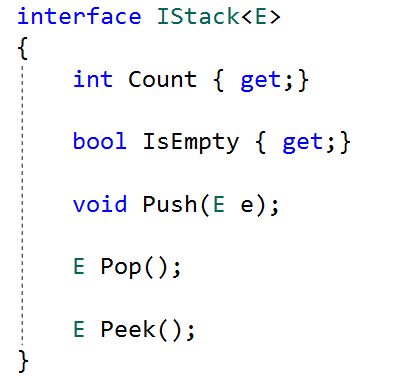 interface IStack<E>
{
int Count { get;}
bool IsEmpty { get;}
void Push(E e);
E Pop();
E Peek();
}